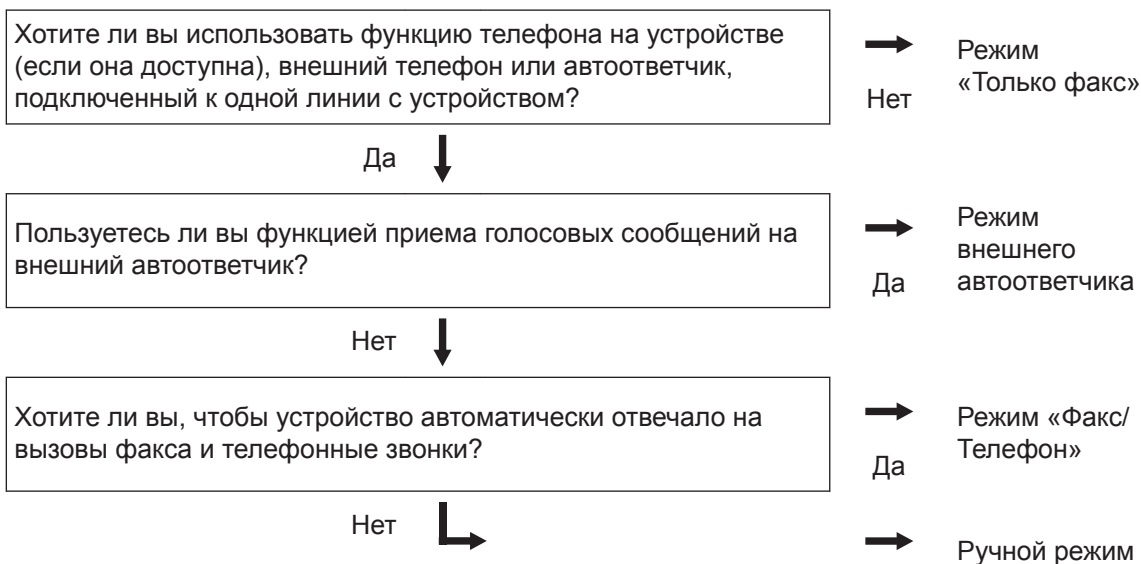 Хотите ли вы использовать функцию телефона на устройстве
(если она доступна), внешний телефон или автоответчик,
подключенный к одной линии с устройством?
Нет
Режим
«Только факс»
Да
Пользуетесь ли вы функцией приема голосовых сообщений на
внешний автоответчик?
Да
Режим
внешнего
автоответчика
Нет
Хотите ли вы, чтобы устройство автоматически отвечало на
вызовы факса и телефонные звонки?
Да
Режим «Факс/
Телефон»
Нет
Ручной режим